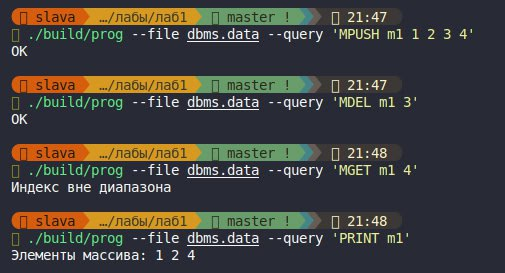 slava …/лабы/лаб1 master ! 21:47
./build/prog --file dbms.data --query 'MPUSH m1 1 2 3 4'
OK
slava …/лабы/лаб1 master ! 21:47
./build/prog --file dbms.data --query 'MDEL m1 3'
OK
slava …/лабы/лаб1 master ! 21:48
./build/prog --file dbms.data --query 'MGET m1 4'
Индекс вне диапазона
slava …/лабы/лаб1 master ! 21:48
./build/prog --file dbms.data --query 'PRINT m1'
Элементы массива: 1 2 4